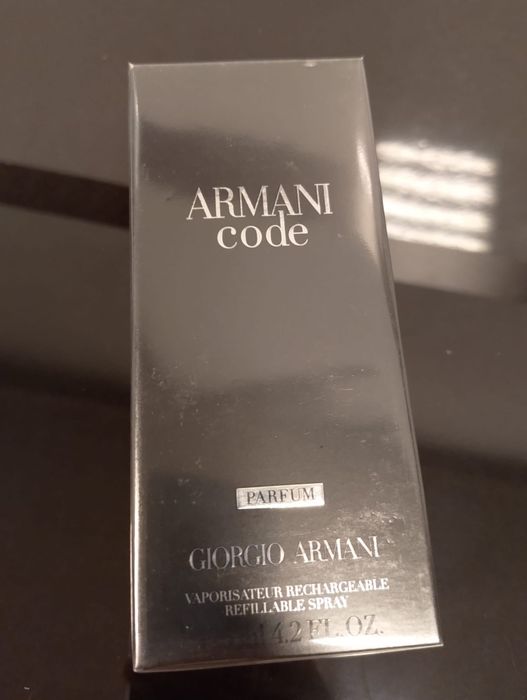 ARMANI
code
PARFUM
GIORGIO ARMANI
VAPORISATEUR RECHARGEABLE
REFILLABLE SPRAY
4.2 FL. OZ.